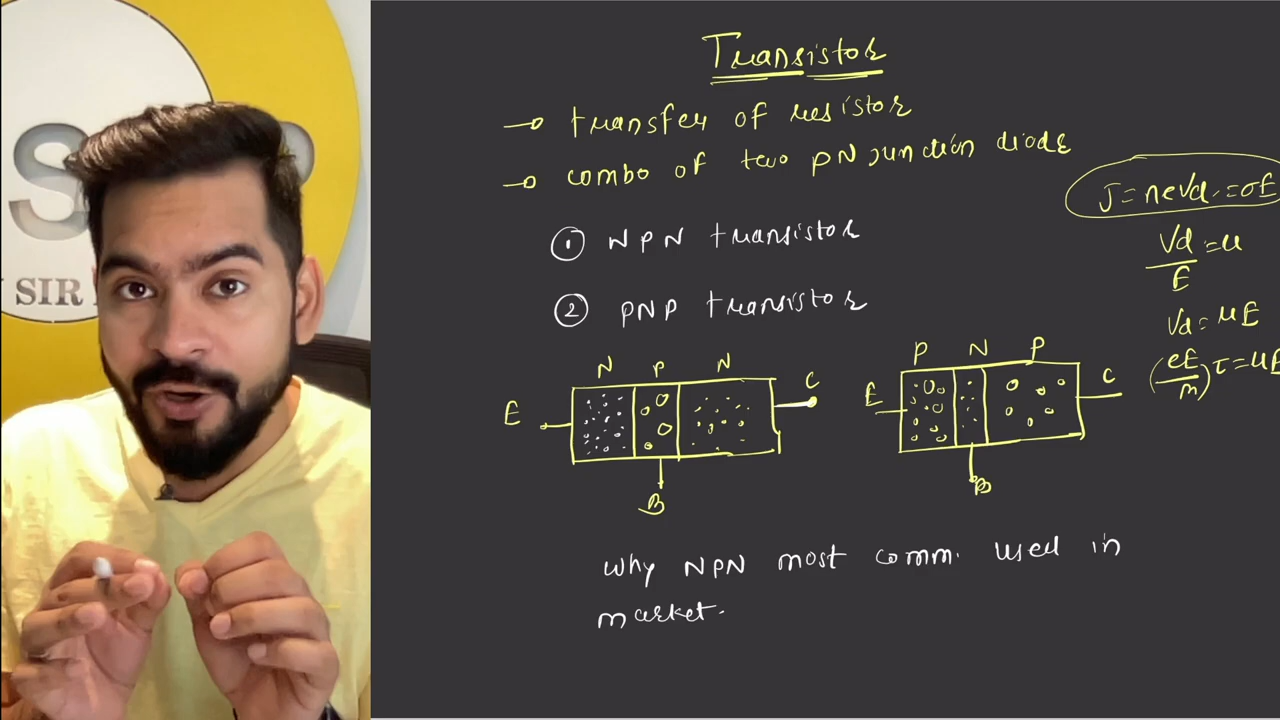 Transistor
→ transfer of resistor
→ combo of two PN junction diode
① NPN transistor
② PNP transistor
N P N
E
C
B
P N P
E
C
B
why NPN most comm. used in
market.
J = neVd = σE
Vd/E = μ
Vd = μE
(eE/m) τ = μE
S
SIR